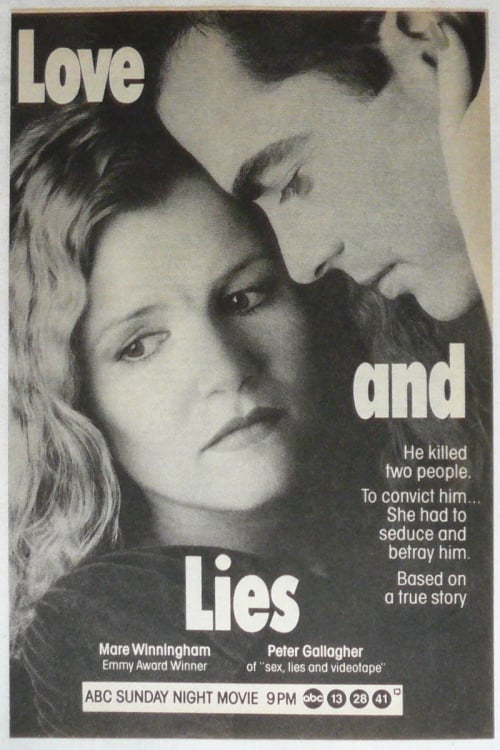 Love
and
He killed
two people.
To convict him...
She had to
seduce and
betray him.
Based on
a true story
Lies
Mare Winningham
Emmy Award Winner
Peter Gallagher
of "sex, lies and videotape"
ABC SUNDAY NIGHT MOVIE 9PM abc 13 28 41